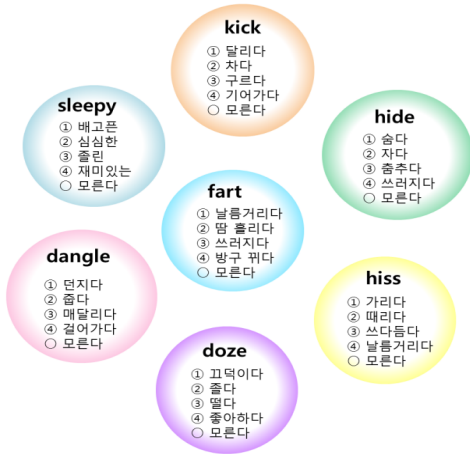 kick
① 달리다
② 차다
③ 구르다
④ 기어가다
○ 모른다
sleepy
① 배고픈
② 심심한
③ 졸린
④ 재미있는
○ 모른다
hide
① 숨다
② 자다
③ 춤추다
④ 쓰러지다
○ 모른다
fart
① 날름거리다
② 땀 흘리다
③ 쓰러지다
④ 방구 뀌다
○ 모른다
dangle
① 던지다
② 줍다
③ 매달리다
④ 걸어가다
○ 모른다
hiss
① 가리다
② 때리다
③ 쓰다듬다
④ 날름거리다
○ 모른다
doze
① 끄덕이다
② 졸다
③ 떨다
④ 좋아하다
○ 모른다